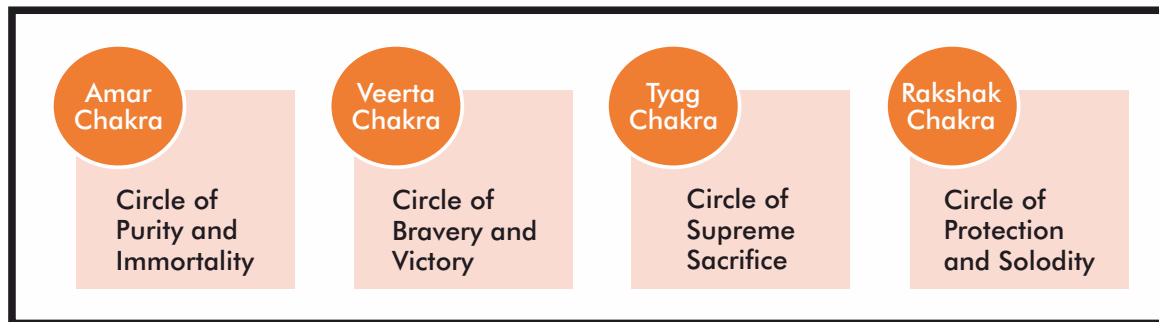 Amar
Chakra
Circle of
Purity and
Immortality
Veerta
Chakra
Circle of
Bravery and
Victory
Tyag
Chakra
Circle of
Supreme
Sacrifice
Rakshak
Chakra
Circle of
Protection
and Solodity